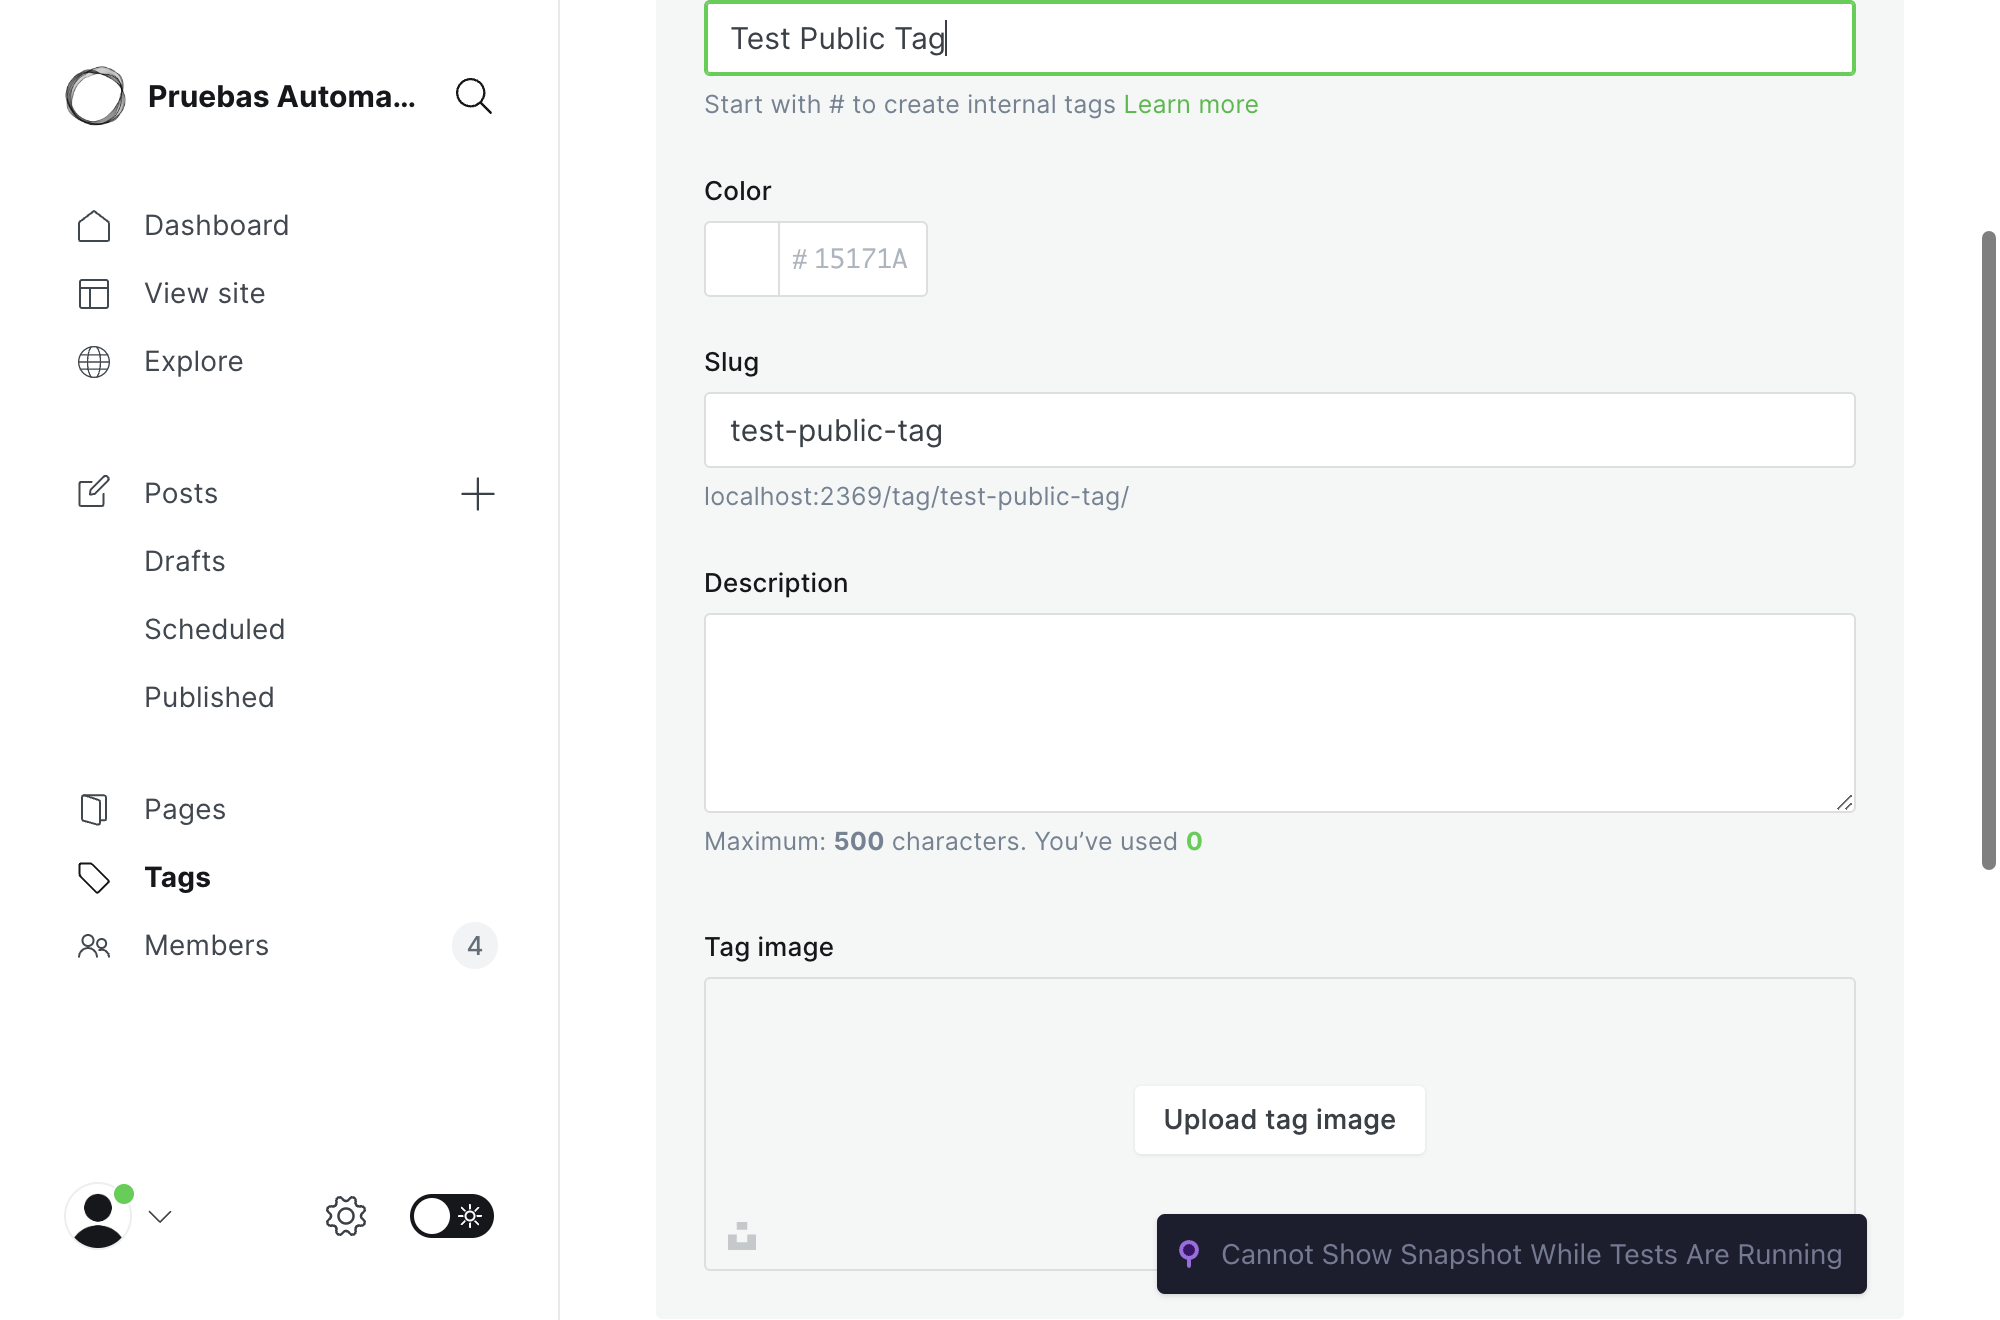 Pruebas Automa...
Dashboard
View site
Explore
Posts
Drafts
Scheduled
Published
Pages
Tags
Members
4
Test Public Tag
Start with # to create internal tags Learn more
Color
# 15171A
Slug
test-public-tag
localhost:2369/tag/test-public-tag/
Description
Maximum: 500 characters. You’ve used 0
Tag image
Upload tag image
Cannot Show Snapshot While Tests Are Running